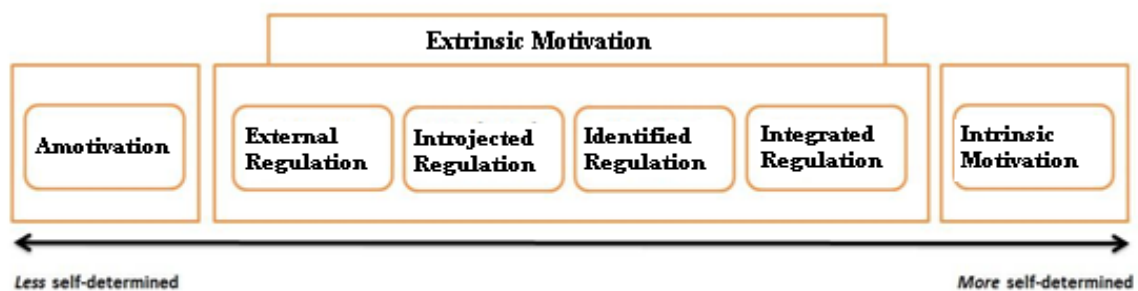 Extrinsic Motivation
Amotivation
External
Regulation
Introjected
Regulation
Identified
Regulation
Integrated
Regulation
Intrinsic
Motivation
Less self-determined
More self-determined